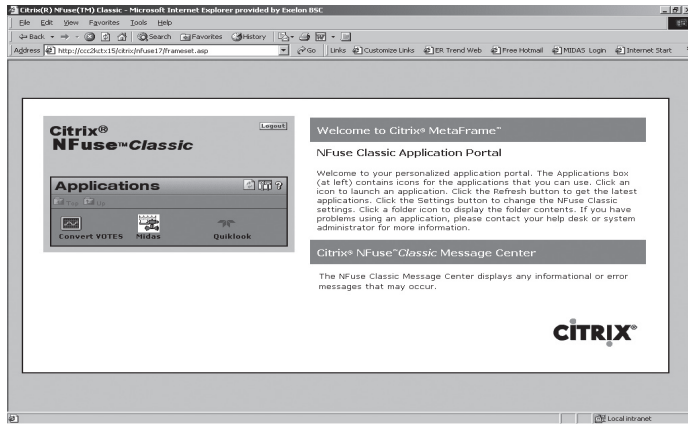 Citrix(R) NFuse(TM) Classic - Microsoft Internet Explorer provided by Exelon BSC
File Edit View Favorites Tools Help
Back Search Favorites History
Address http://ccc2kctx15/citrix/nfuse17/frameset.asp Go Links Customize Links ER Trend Web Free Hotmail MIDAS Login Internet Start
Citrix®
NFuse™Classic
Logout
Applications
Top Up
Convert VOTES Midas Quiklook
Welcome to Citrix® MetaFrame™
NFuse Classic Application Portal
Welcome to your personalized application portal. The Applications box
(at left) contains icons for the applications that you can use. Click an
icon to launch an application. Click the Refresh button to get the latest
applications. Click the Settings button to change the NFuse Classic
settings. Click a folder icon to display the folder contents. If you have
problems using an application, please contact your help desk or system
administrator for more information.
Citrix® NFuse™Classic Message Center
The NFuse Classic Message Center displays any informational or error
messages that may occur.
CITRIX®
Local intranet